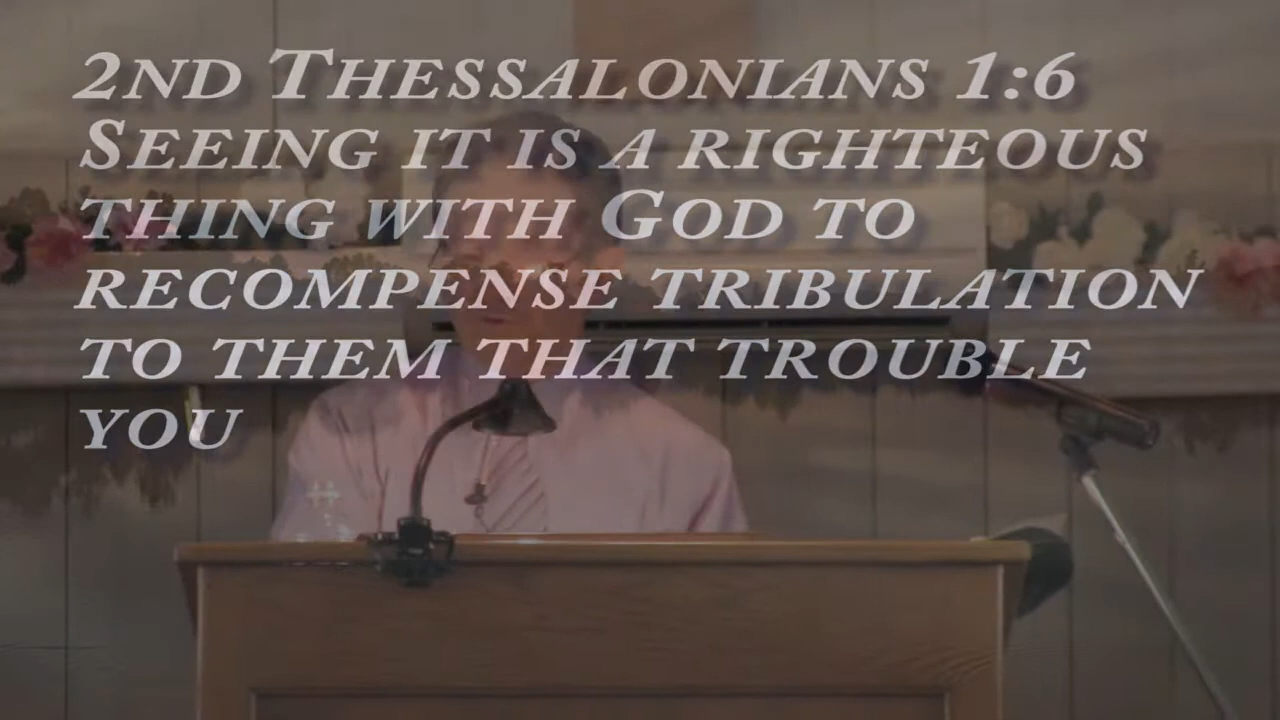 2nd Thessalonians 1:6
Seeing it is a righteous
thing with God to
recompense tribulation
to them that trouble
you